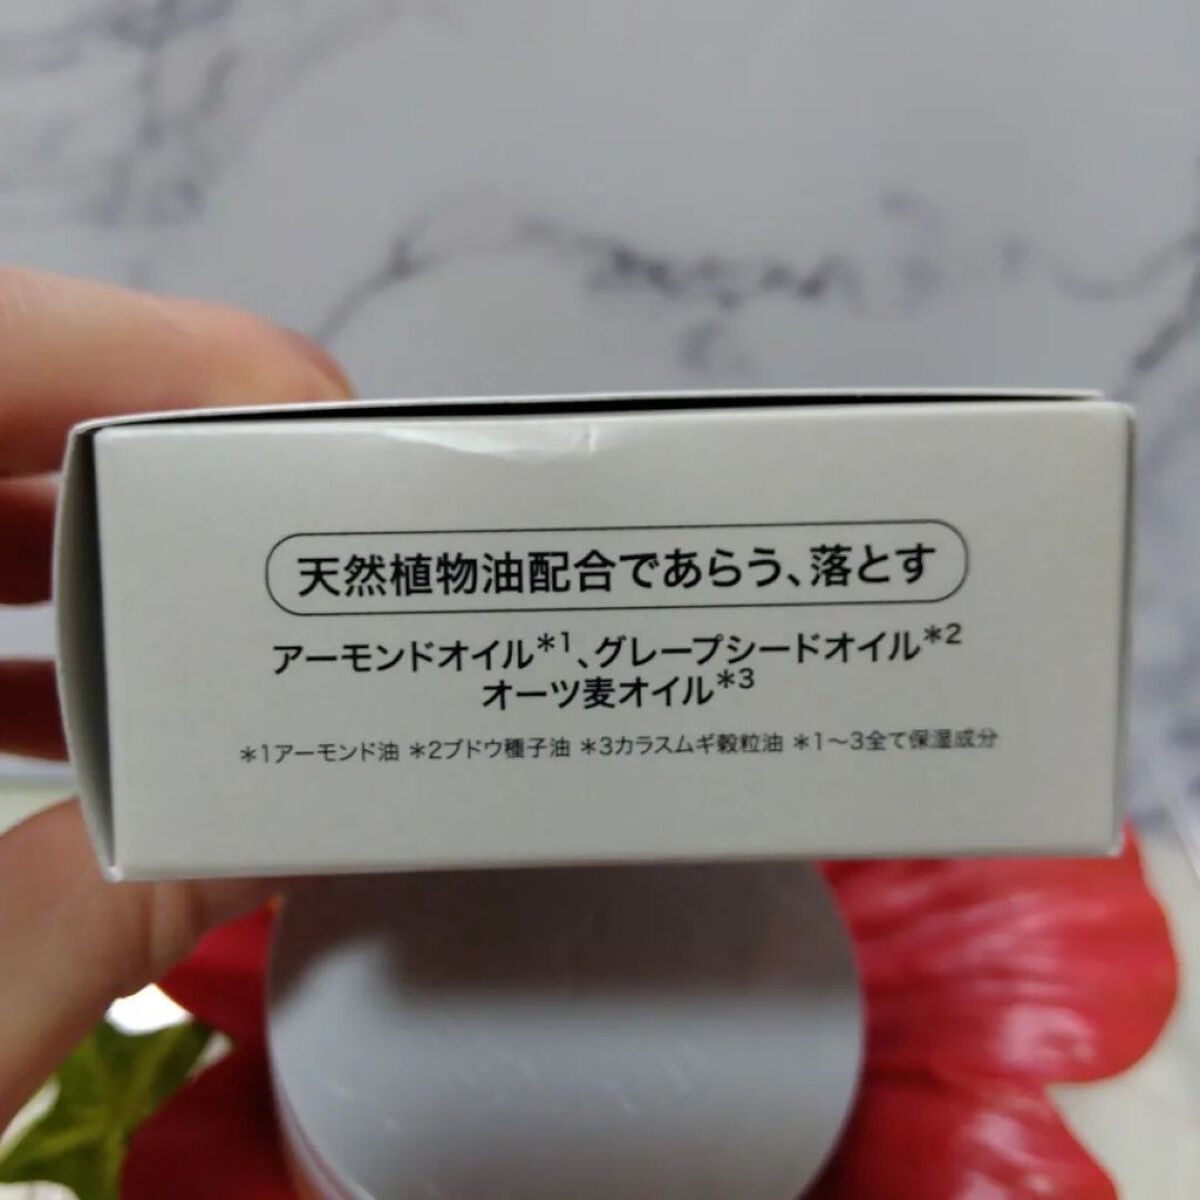 天然植物油配合であらう、落とす
アーモンドオイル*1、グレープシードオイル*2
オーツ麦オイル*3
*1アーモンド油 *2ブドウ種子油 *3カラスムギ穀粒油 *1～3全て保湿成分